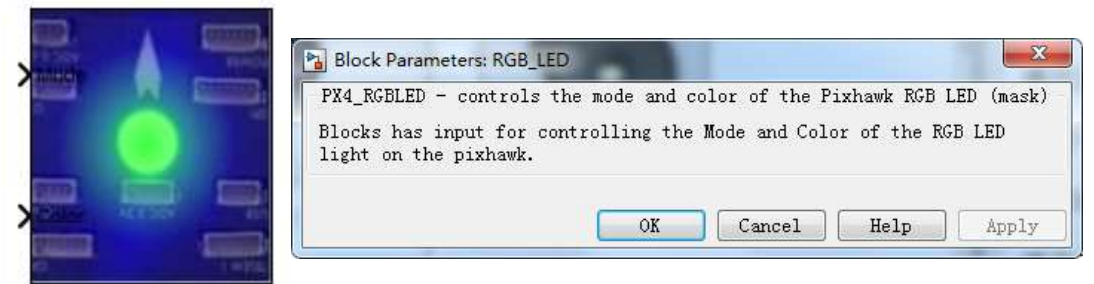 Mode
Color
Block Parameters: RGB_LED
PX4_RGBLED - controls the mode and color of the Pixhawk RGB LED (mask)
Blocks has input for controlling the Mode and Color of the RGB LED
light on the pixhawk.
OK
Cancel
Help
Apply